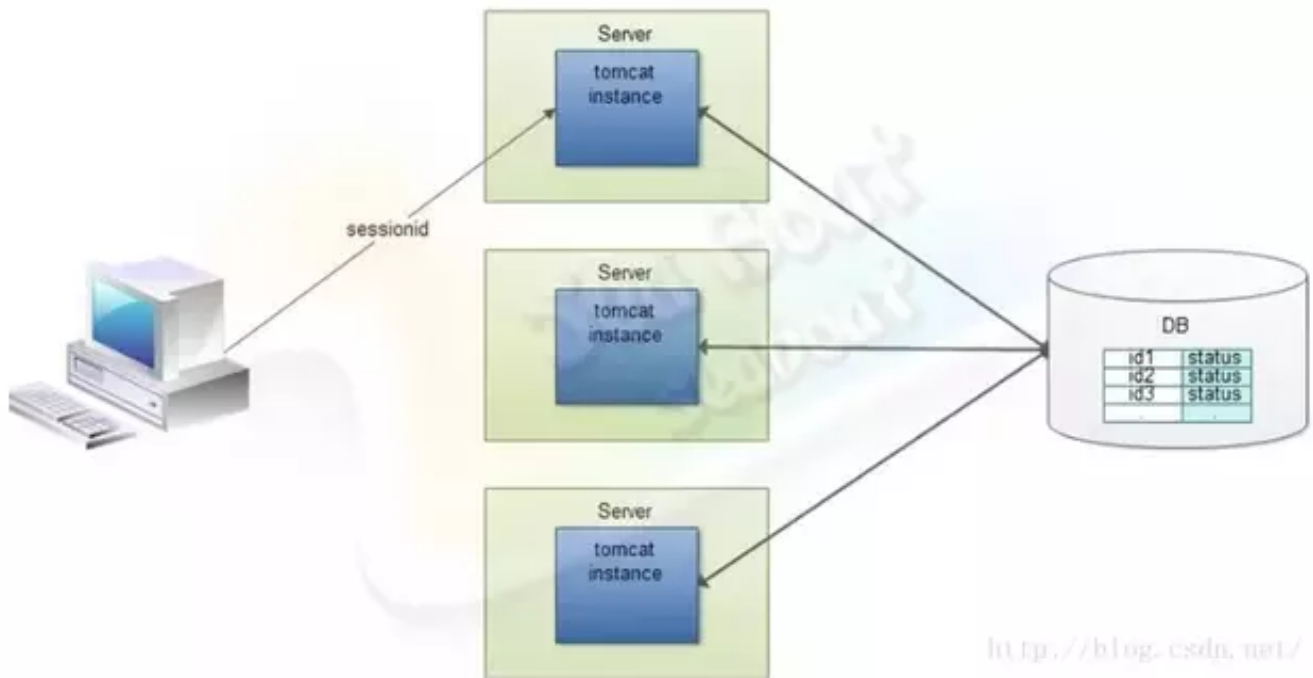 Server
tomcat
instance
sessionid
Server
tomcat
instance
DB
id1 status
id2 status
id3 status
. .
Server
tomcat
instance
http://blog.csdn.net/